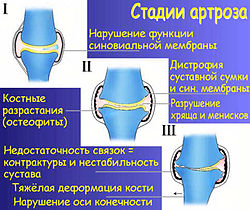 Стадии артроза
I
Нарушение функции
синовиальной мембраны
II
Дистрофия
суставной сумки
и син. мембраны
Костные
разрастания
(остеофиты)
Разрушение
хряща и менисков
Недостаточность связок =
контрактуры и нестабильность
сустава
III
Тяжёлая деформация кости
Нарушение оси конечности